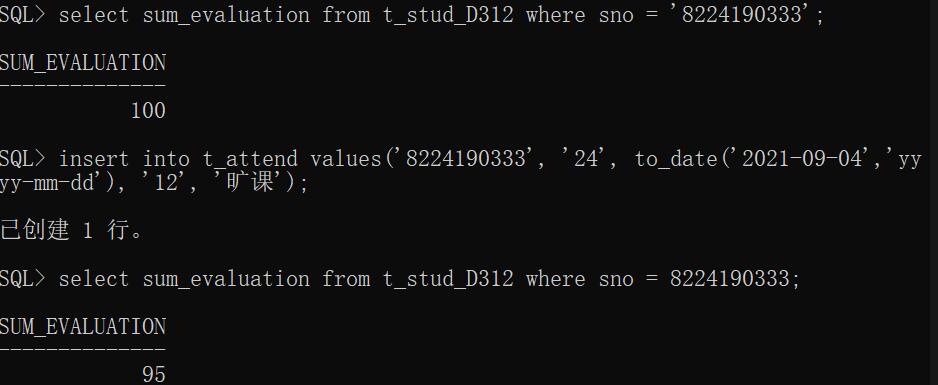 SQL> select sum_evaluation from t_stud_D312 where sno = '8224190333';
SUM_EVALUATION
--------------
100
SQL> insert into t_attend values('8224190333', '24', to_date('2021-09-04','yy
yy-mm-dd'), '12', '旷课');
已创建 1 行。
SQL> select sum_evaluation from t_stud_D312 where sno = 8224190333;
SUM_EVALUATION
--------------
95